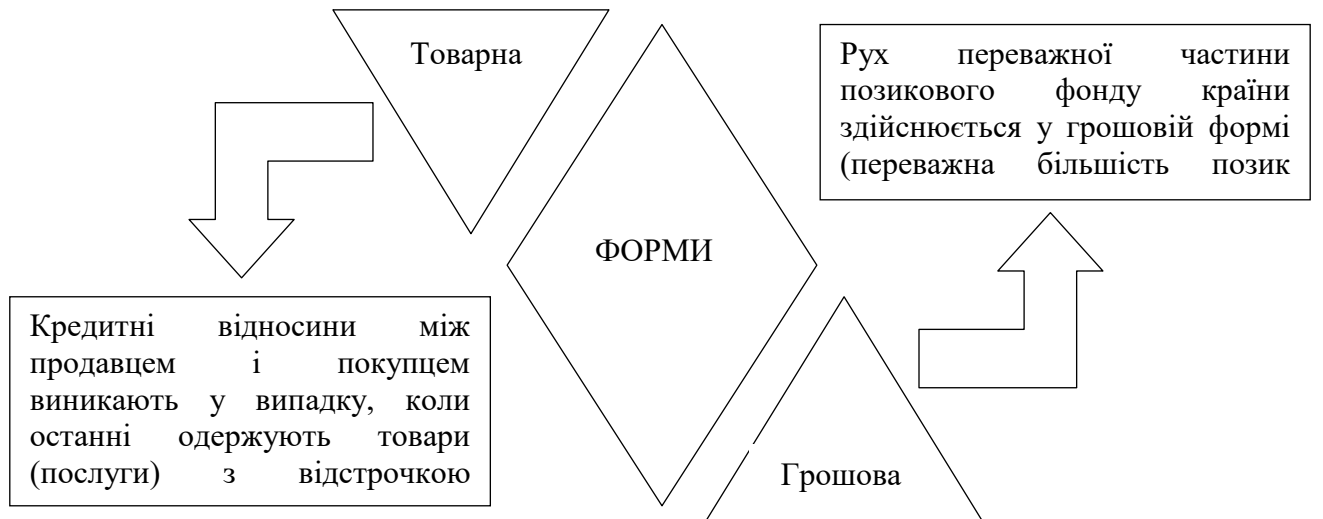 Товарна
Рух переважної частини
позикового фонду країни
здійснюється у грошовій формі
(переважна більшість позик
ФОРМИ
Кредитні відносини між
продавцем і покупцем
виникають у випадку, коли
останні одержують товари
(послуги) з відстрочкою
Грошова